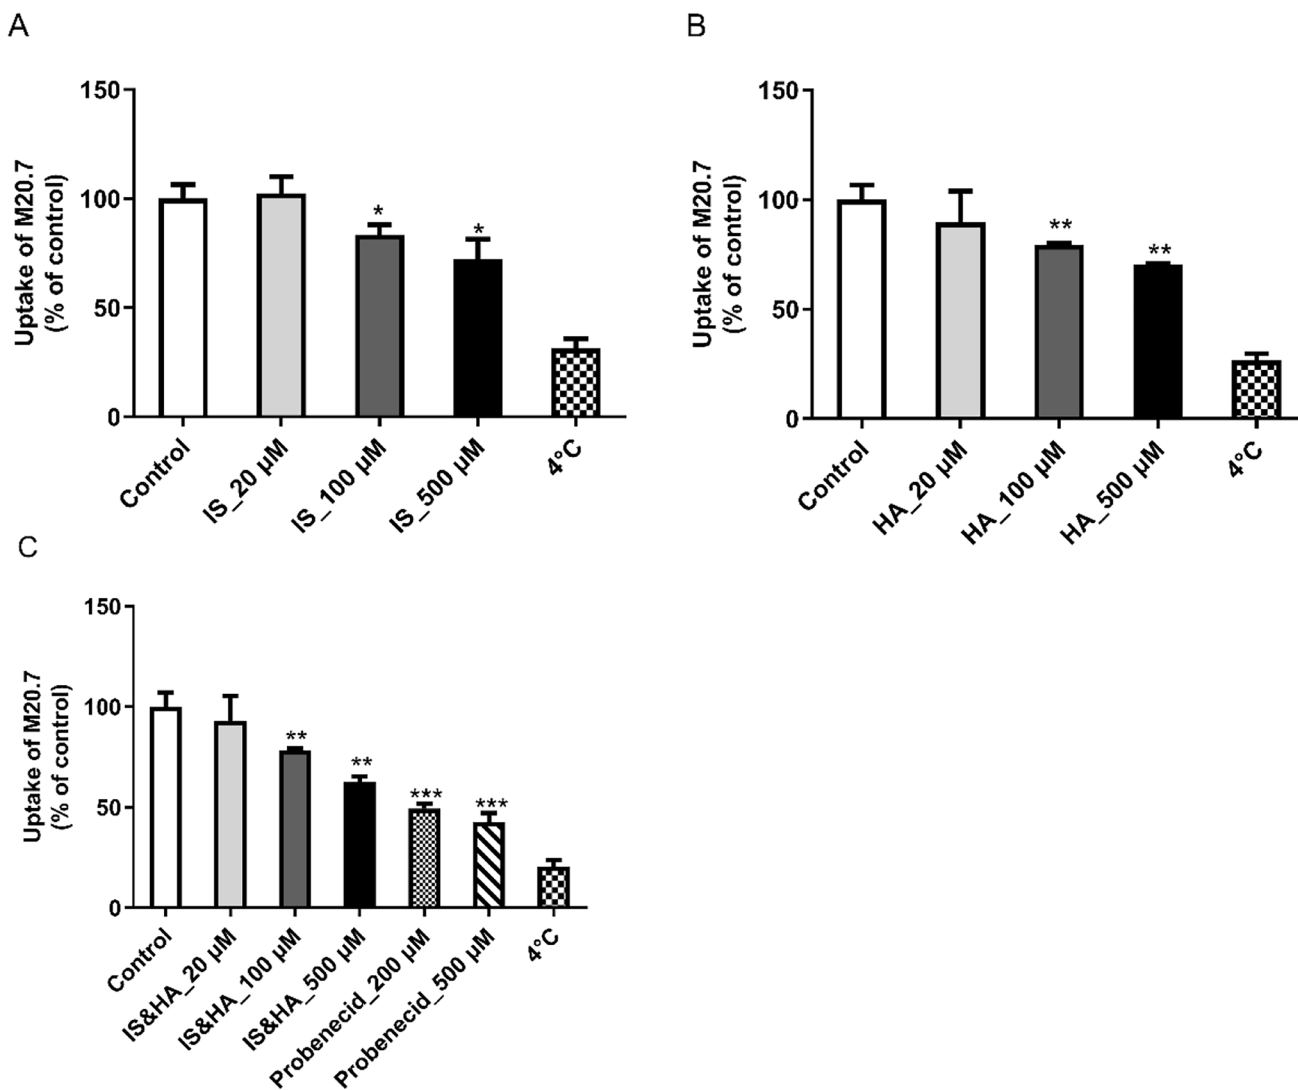 A
Uptake of M20.7
(% of control)
150
100
50
0
*
*
Control
IS_20 µM
IS_100 µM
IS_500 µM
4°C
B
Uptake of M20.7
(% of control)
150
100
50
0
**
**
Control
HA_20 µM
HA_100 µM
HA_500 µM
4°C
C
Uptake of M20.7
(% of control)
150
100
50
0
**
**
***
***
Control
IS&HA_20 µM
IS&HA_100 µM
IS&HA_500 µM
Probenecid_200 µM
Probenecid_500 µM
4°C